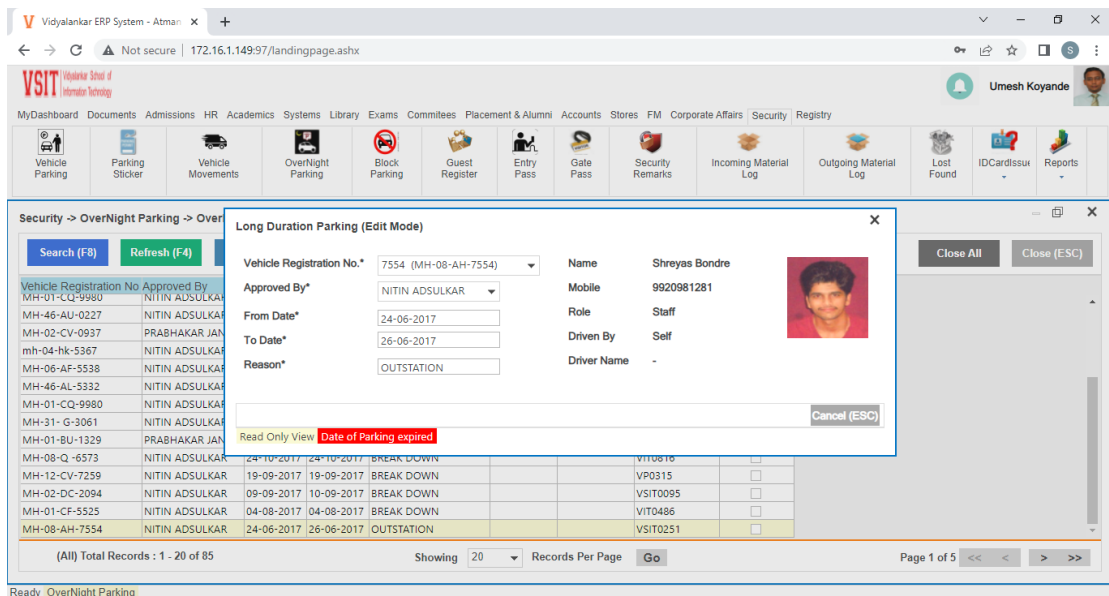 Vidyalankar ERP System - Atman
Not secure | 172.16.1.149:97/landingpage.ashx
S
VSIT Vidyalankar School of
Information Technology
Umesh Koyande
MyDashboard Documents Admissions HR Academics Systems Library Exams Commitees Placement & Alumni Accounts Stores FM Corporate Affairs Security Registry
Vehicle Parking
Parking Sticker
Vehicle Movements
OverNight Parking
Block Parking
Guest Register
Entry Pass
Gate Pass
Security Remarks
Incoming Material Log
Outgoing Material Log
Lost Found
IDCardIssue
Reports
Security -> OverNight Parking -> Over
Search (F8) Refresh (F4) Close All Close (ESC)
Long Duration Parking (Edit Mode)
Vehicle Registration No.* 7554 (MH-08-AH-7554) Name Shreyas Bondre
Approved By* NITIN ADSULKAR Mobile 9920981281
From Date* 24-06-2017 Role Staff
To Date* 26-06-2017 Driven By Self
Reason* OUTSTATION Driver Name -
Cancel (ESC)
Read Only View Date of Parking expired
Vehicle Registration No Approved By
MH-01-CQ-9980 NITIN ADSULKAR
MH-46-AU-0227 NITIN ADSULKAR
MH-02-CV-0937 PRABHAKAR JAN
mh-04-hk-5367 NITIN ADSULKAR
MH-06-AF-5538 NITIN ADSULKAR
MH-46-AL-5332 NITIN ADSULKAR
MH-01-CQ-9980 NITIN ADSULKAR
MH-31- G-3061 NITIN ADSULKAR
MH-01-BU-1329 PRABHAKAR JAN
MH-08-Q -6573 NITIN ADSULKAR 24-10-2017 24-10-2017 BREAK DOWN VIT0816
MH-12-CV-7259 NITIN ADSULKAR 19-09-2017 19-09-2017 BREAK DOWN VP0315
MH-02-DC-2094 NITIN ADSULKAR 09-09-2017 10-09-2017 BREAK DOWN VSIT0095
MH-01-CF-5525 NITIN ADSULKAR 04-08-2017 04-08-2017 BREAK DOWN VIT0486
MH-08-AH-7554 NITIN ADSULKAR 24-06-2017 26-06-2017 OUTSTATION VSIT0251
(All) Total Records : 1 - 20 of 85 Showing 20 Records Per Page Go Page 1 of 5 << < > >>
Ready OverNight Parking